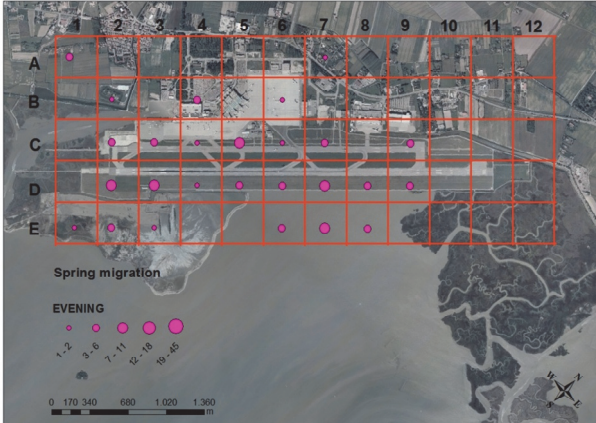 1 2 3 4 5 6 7 8 9 10 11 12
A
B
C
D
E
Spring migration
EVENING
1 - 2
3 - 6
7 - 11
12 - 18
19 - 45
0 170 340 680 1.020 1.360
m
N
W
E
S